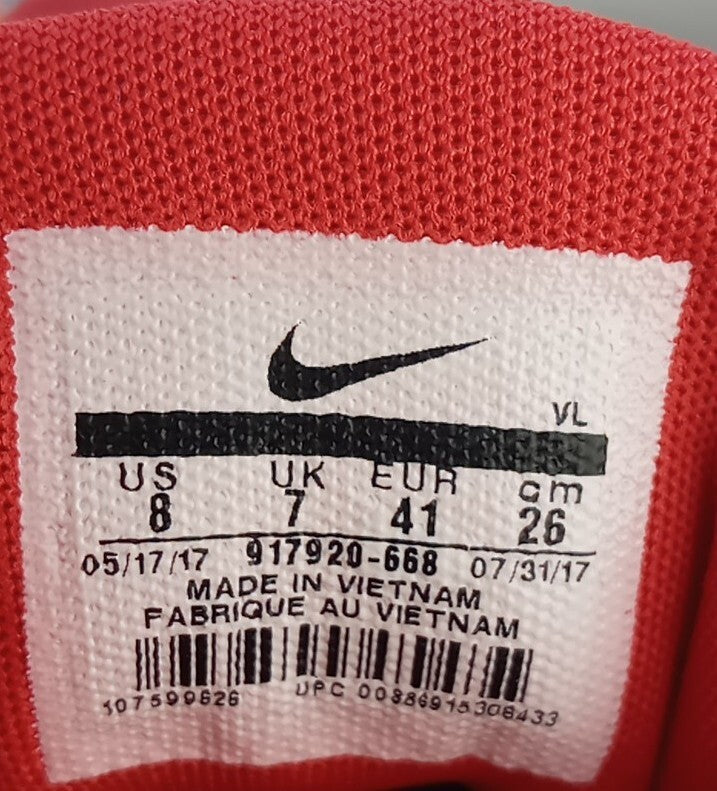 VL
US UK EUR cm
8 7 41 26
05/17/17 917920-668 07/31/17
MADE IN VIETNAM
FABRIQUE AU VIETNAM
107599626 UPC 00886915308433